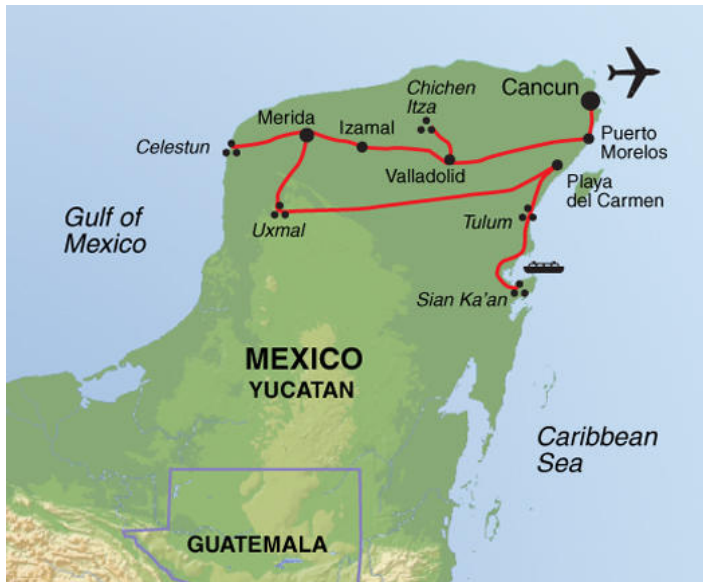 Chichen
Itza
Cancun
Merida
Izamal
Puerto
Morelos
Celestun
Valladolid
Playa
del Carmen
Gulf of
Mexico
Uxmal
Tulum
Sian Ka'an
MEXICO
YUCATAN
Caribbean
Sea
GUATEMALA